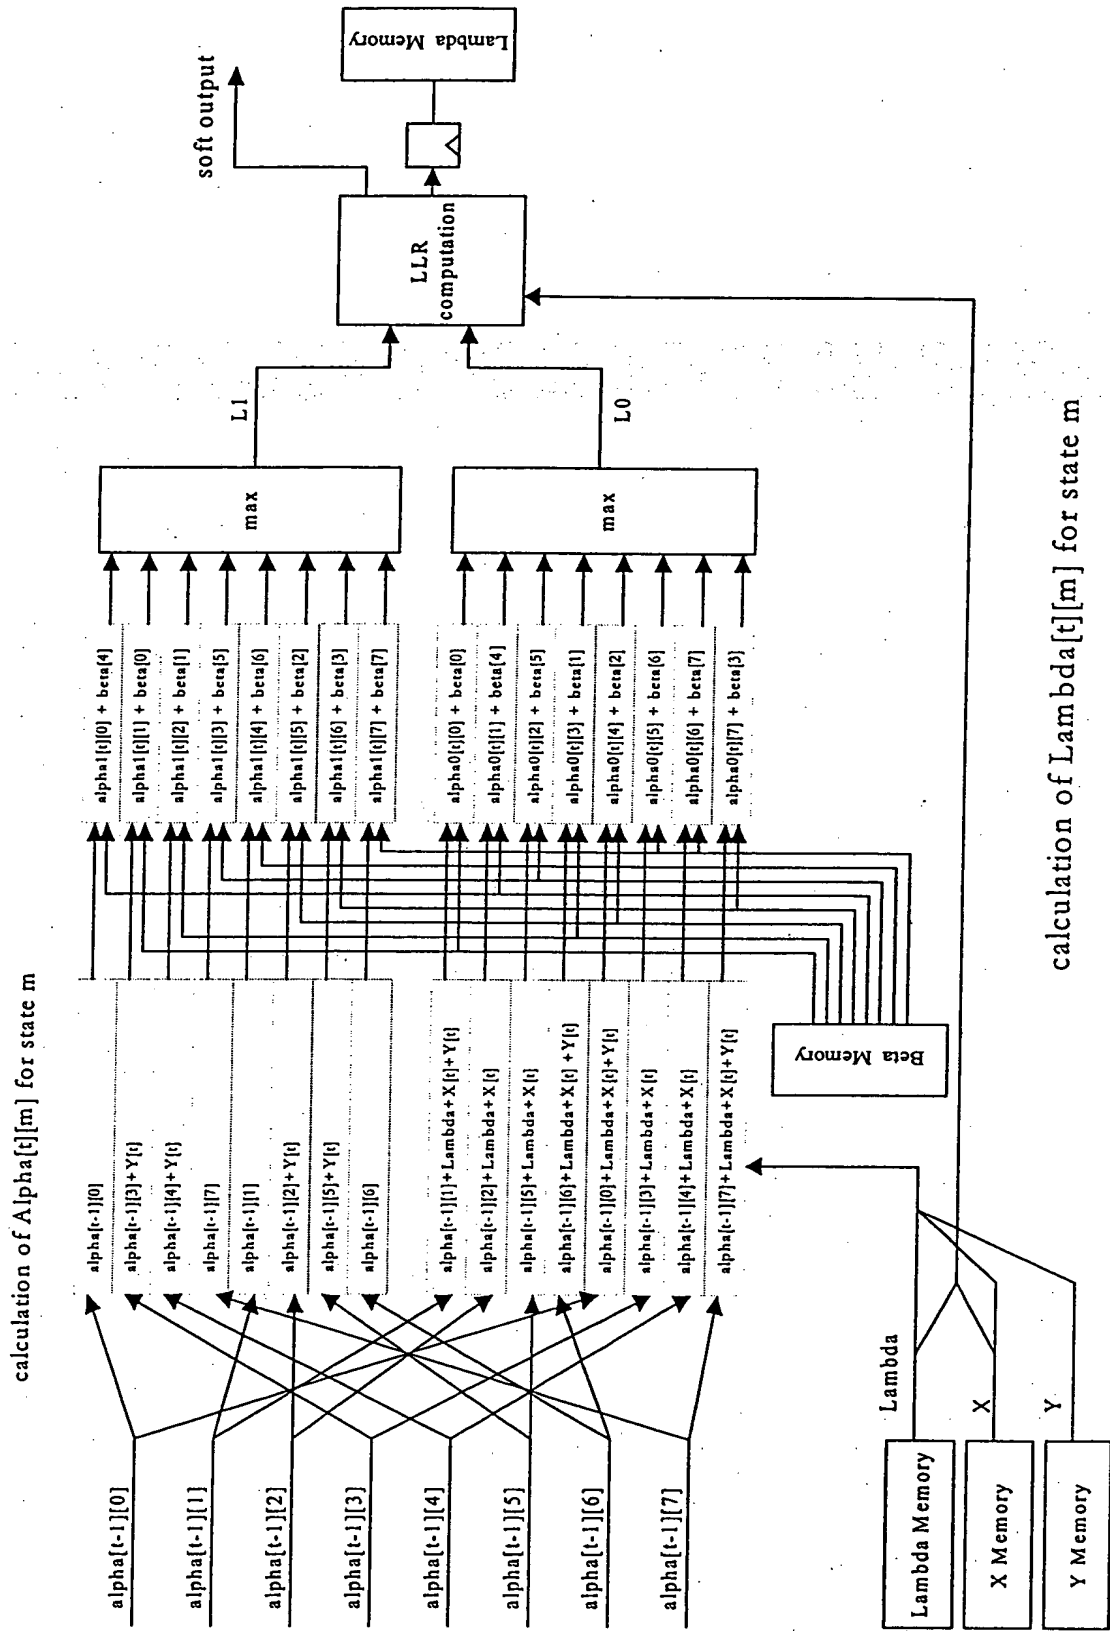 calculation of Alpha[t][m] for state m
alpha[t-1][0]
alpha[t-1][1]
alpha[t-1][2]
alpha[t-1][3]
alpha[t-1][4]
alpha[t-1][5]
alpha[t-1][6]
alpha[t-1][7]
Lambda Memory
X Memory
Y Memory
Lambda
X
Y
alpha[t-1][0]
alpha[t-1][3]+Y[t]
alpha[t-1][4]+Y[t]
alpha[t-1][7]
alpha[t-1][1]
alpha[t-1][2]+Y[t]
alpha[t-1][5]+Y[t]
alpha[t-1][6]
alpha[t-1][1]+Lambda+X[t]+Y[t]
alpha[t-1][2]+Lambda+X[t]
alpha[t-1][5]+Lambda+X[t]
alpha[t-1][6]+Lambda+X[t]+Y[t]
alpha[t-1][0]+Lambda+X[t]+Y[t]
alpha[t-1][3]+Lambda+X[t]
alpha[t-1][4]+Lambda+X[t]
alpha[t-1][7]+Lambda+X[t]+Y[t]
Beta Memory
alpha1[t][0] + beta[4]
alpha1[t][1] + beta[0]
alpha1[t][2] + beta[1]
alpha1[t][3] + beta[5]
alpha1[t][4] + beta[6]
alpha1[t][5] + beta[2]
alpha1[t][6] + beta[3]
alpha1[t][7] + beta[7]
alpha0[t][0] + beta[0]
alpha0[t][1] + beta[4]
alpha0[t][2] + beta[5]
alpha0[t][3] + beta[1]
alpha0[t][4] + beta[2]
alpha0[t][5] + beta[6]
alpha0[t][6] + beta[7]
alpha0[t][7] + beta[3]
max
max
L1
L0
LLR
computation
soft output
Lambda Memory
calculation of Lambda[t][m] for state m